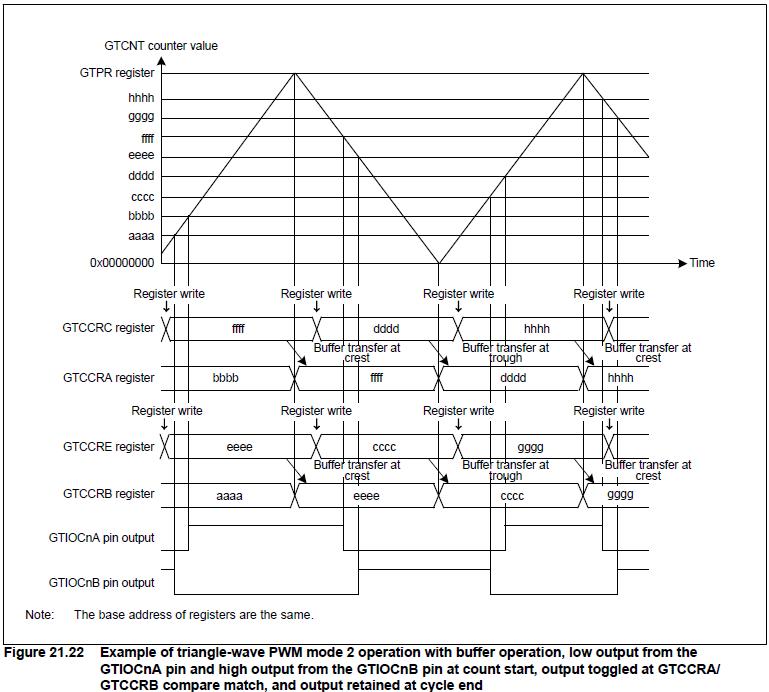 GTCNT counter value
GTPR register
hhhh
gggg
ffff
eeee
dddd
cccc
bbbb
aaaa
0x00000000
Time
Register write Register write Register write Register write
GTCCRC register ffff dddd hhhh
Buffer transfer at crest Buffer transfer at trough Buffer transfer at crest
GTCCRA register bbbb ffff dddd hhhh
Register write Register write Register write Register write
GTCCRE register eeee cccc gggg
Buffer transfer at crest Buffer transfer at trough Buffer transfer at crest
GTCCRB register aaaa eeee cccc gggg
GTIOCnA pin output
GTIOCnB pin output
Note: The base address of registers are the same.
Figure 21.22 Example of triangle-wave PWM mode 2 operation with buffer operation, low output from the
GTIOCnA pin and high output from the GTIOCnB pin at count start, output toggled at GTCCRA/
GTCCRB compare match, and output retained at cycle end